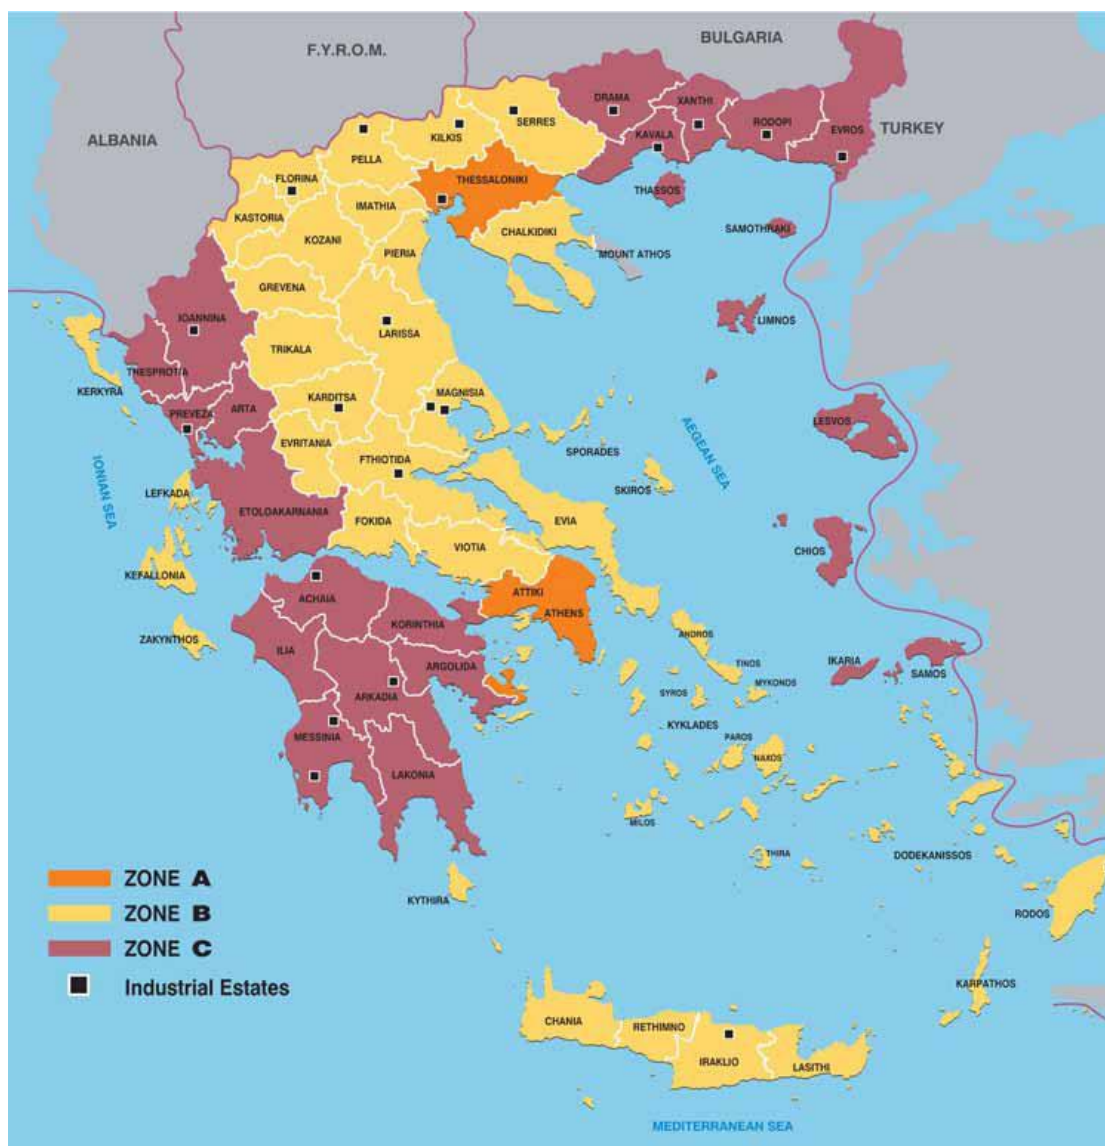 BULGARIA
F.Y.R.O.M.
ALBANIA
TURKEY
DRAMA
XANTHI
RODOPI
EVROS
KAVALA
SERRES
KILKIS
PELLA
THESSALONIKI
THASSOS
FLORINA
IMATHIA
KASTORIA
KOZANI
PIERIA
CHALKIDIKI
SAMOTHRAKI
MOUNT ATHOS
GREVENA
IOANNINA
LARISSA
LIMNOS
TRIKALA
THESPROTIA
KERKYRA
KARDITSA
MAGNISIA
PREVEZA
ARTA
LESVOS
EVRITANIA
SPORADES
AEGEAN SEA
FTHIOTIDA
IONIAN SEA
SKIROS
LEFKADA
ETOLOAKARNANIA
FOKIDA
EVIA
VIOTIA
CHIOS
KEFALLONIA
ATTIKI
ATHENS
ACHAIA
KORINTHIA
ZAKYNTHOS
ILIA
ANDROS
ARGOLIDA
TINOS
IKARIA
SAMOS
ARKADIA
SYROS
MYKONOS
KYKLADES
MESSINIA
PAROS
NAXOS
LAKONIA
MILOS
THIRA
DODEKANISSOS
ZONE A
ZONE B
ZONE C
Industrial Estates
KYTHIRA
RODOS
KARPATHOS
CHANIA
RETHIMNO
IRAKLIO
LASITHI
MEDITERRANEAN SEA